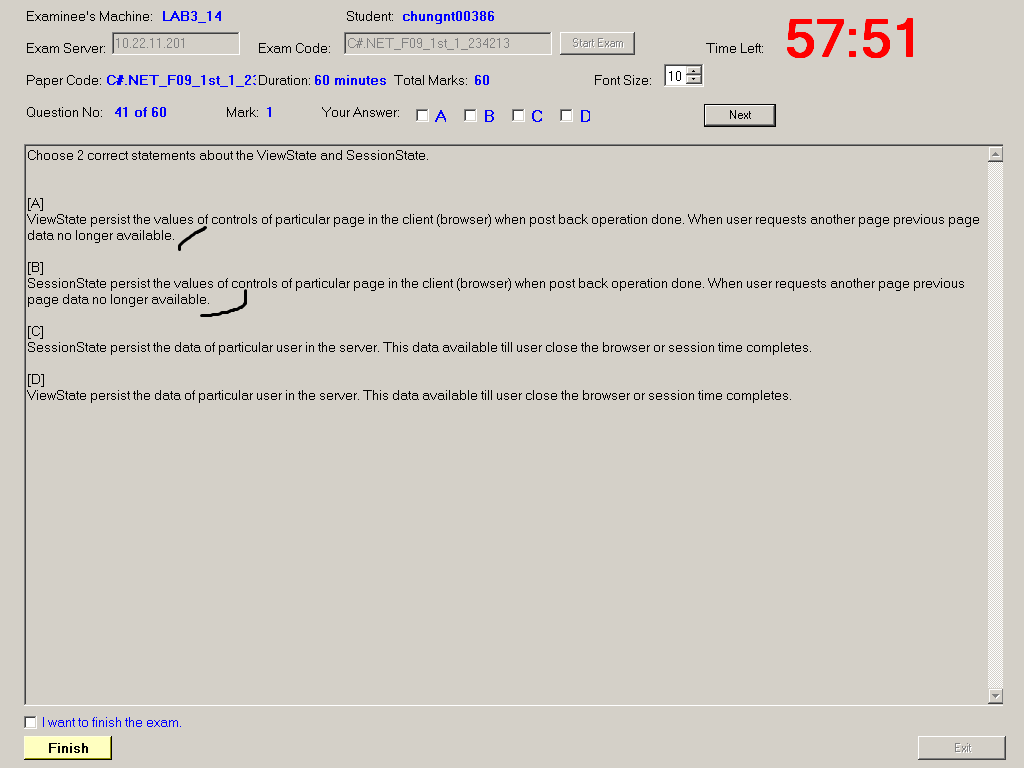 Examinee's Machine: LAB3_14 Student: chungnt00386
Exam Server: 10.22.11.201 Exam Code: C#.NET_F09_1st_1_234213 Start Exam Time Left: 57:51
Paper Code: C#.NET_F09_1st_1_23 Duration: 60 minutes Total Marks: 60 Font Size: 10
Question No: 41 of 60 Mark: 1 Your Answer: A B C D Next
Choose 2 correct statements about the ViewState and SessionState.
[A]
ViewState persist the values of controls of particular page in the client (browser) when post back operation done. When user requests another page previous page
data no longer available.
[B]
SessionState persist the values of controls of particular page in the client (browser) when post back operation done. When user requests another page previous
page data no longer available.
[C]
SessionState persist the data of particular user in the server. This data available till user close the browser or session time completes.
[D]
ViewState persist the data of particular user in the server. This data available till user close the browser or session time completes.
I want to finish the exam.
Finish Exit